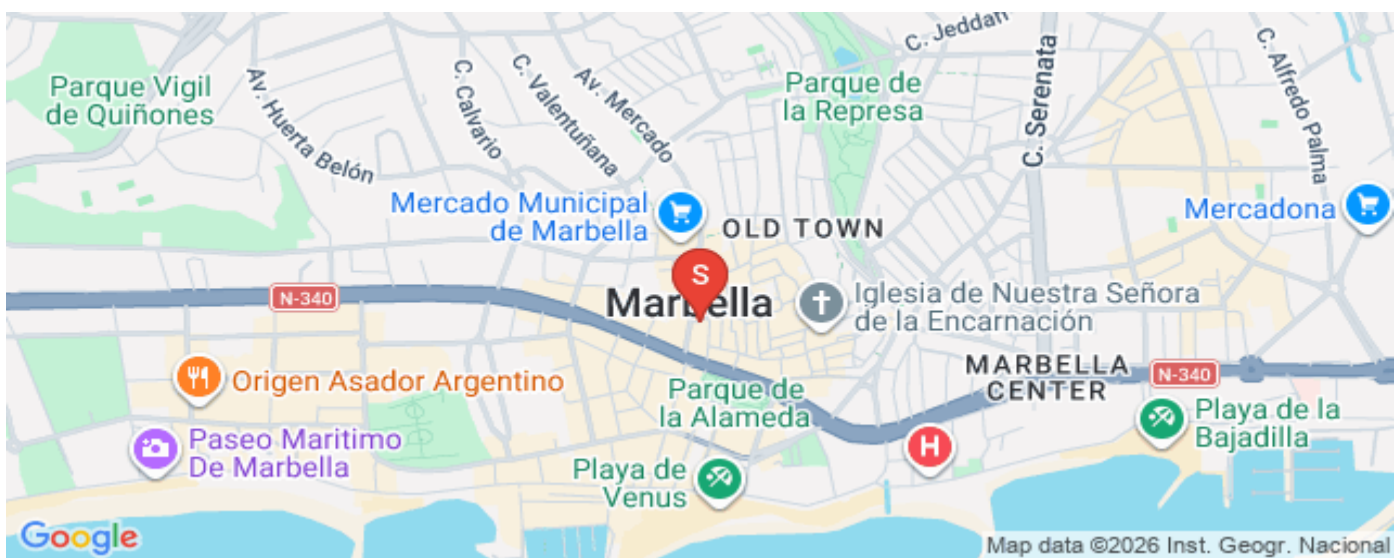 C. Jeddah
Parque Vigil
de Quiñones
Av. Huerta Belón
C. Calvario
C. Valentuñana
Av. Mercado
Parque de
la Represa
C. Serenata
C. Alfredo Palma
Mercado Municipal
de Marbella
OLD TOWN
Mercadona
S
N-340
Marbella
Iglesia de Nuestra Señora
de la Encarnación
MARBELLA
CENTER
N-340
Origen Asador Argentino
Parque de
la Alameda
Playa de la
Bajadilla
Paseo Maritimo
De Marbella
H
Playa de
Venus
Google
Map data ©2026 Inst. Geogr. Nacional